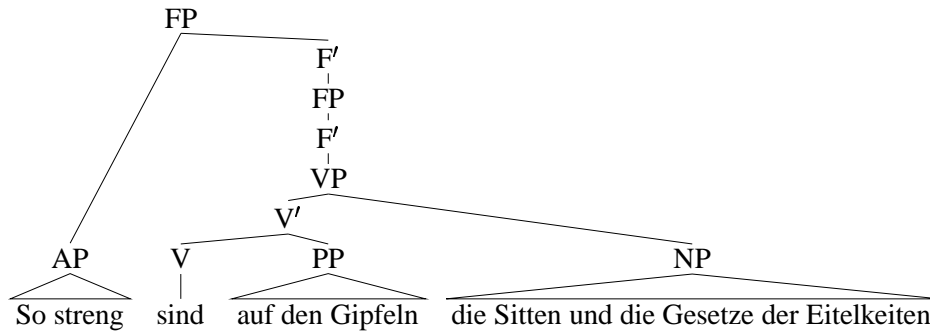 FP
F′
FP
F′
VP
V′
AP V PP NP
So streng sind auf den Gipfeln die Sitten und die Gesetze der Eitelkeiten